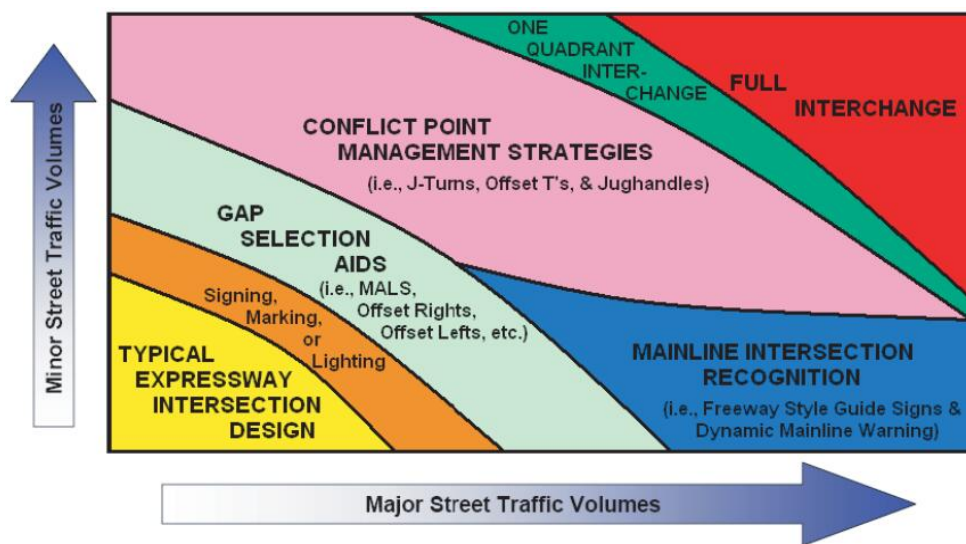 Minor Street Traffic Volumes
ONE
QUADRANT
INTER-
CHANGE
FULL
INTERCHANGE
CONFLICT POINT
MANAGEMENT STRATEGIES
(i.e., J-Turns, Offset T's, & Jughandles)
GAP
SELECTION
AIDS
(i.e., MALS,
Offset Rights,
Offset Lefts, etc.)
Signing,
Marking,
or
Lighting
TYPICAL
EXPRESSWAY
INTERSECTION
DESIGN
MAINLINE INTERSECTION
RECOGNITION
(i.e., Freeway Style Guide Signs &
Dynamic Mainline Warning)
Major Street Traffic Volumes